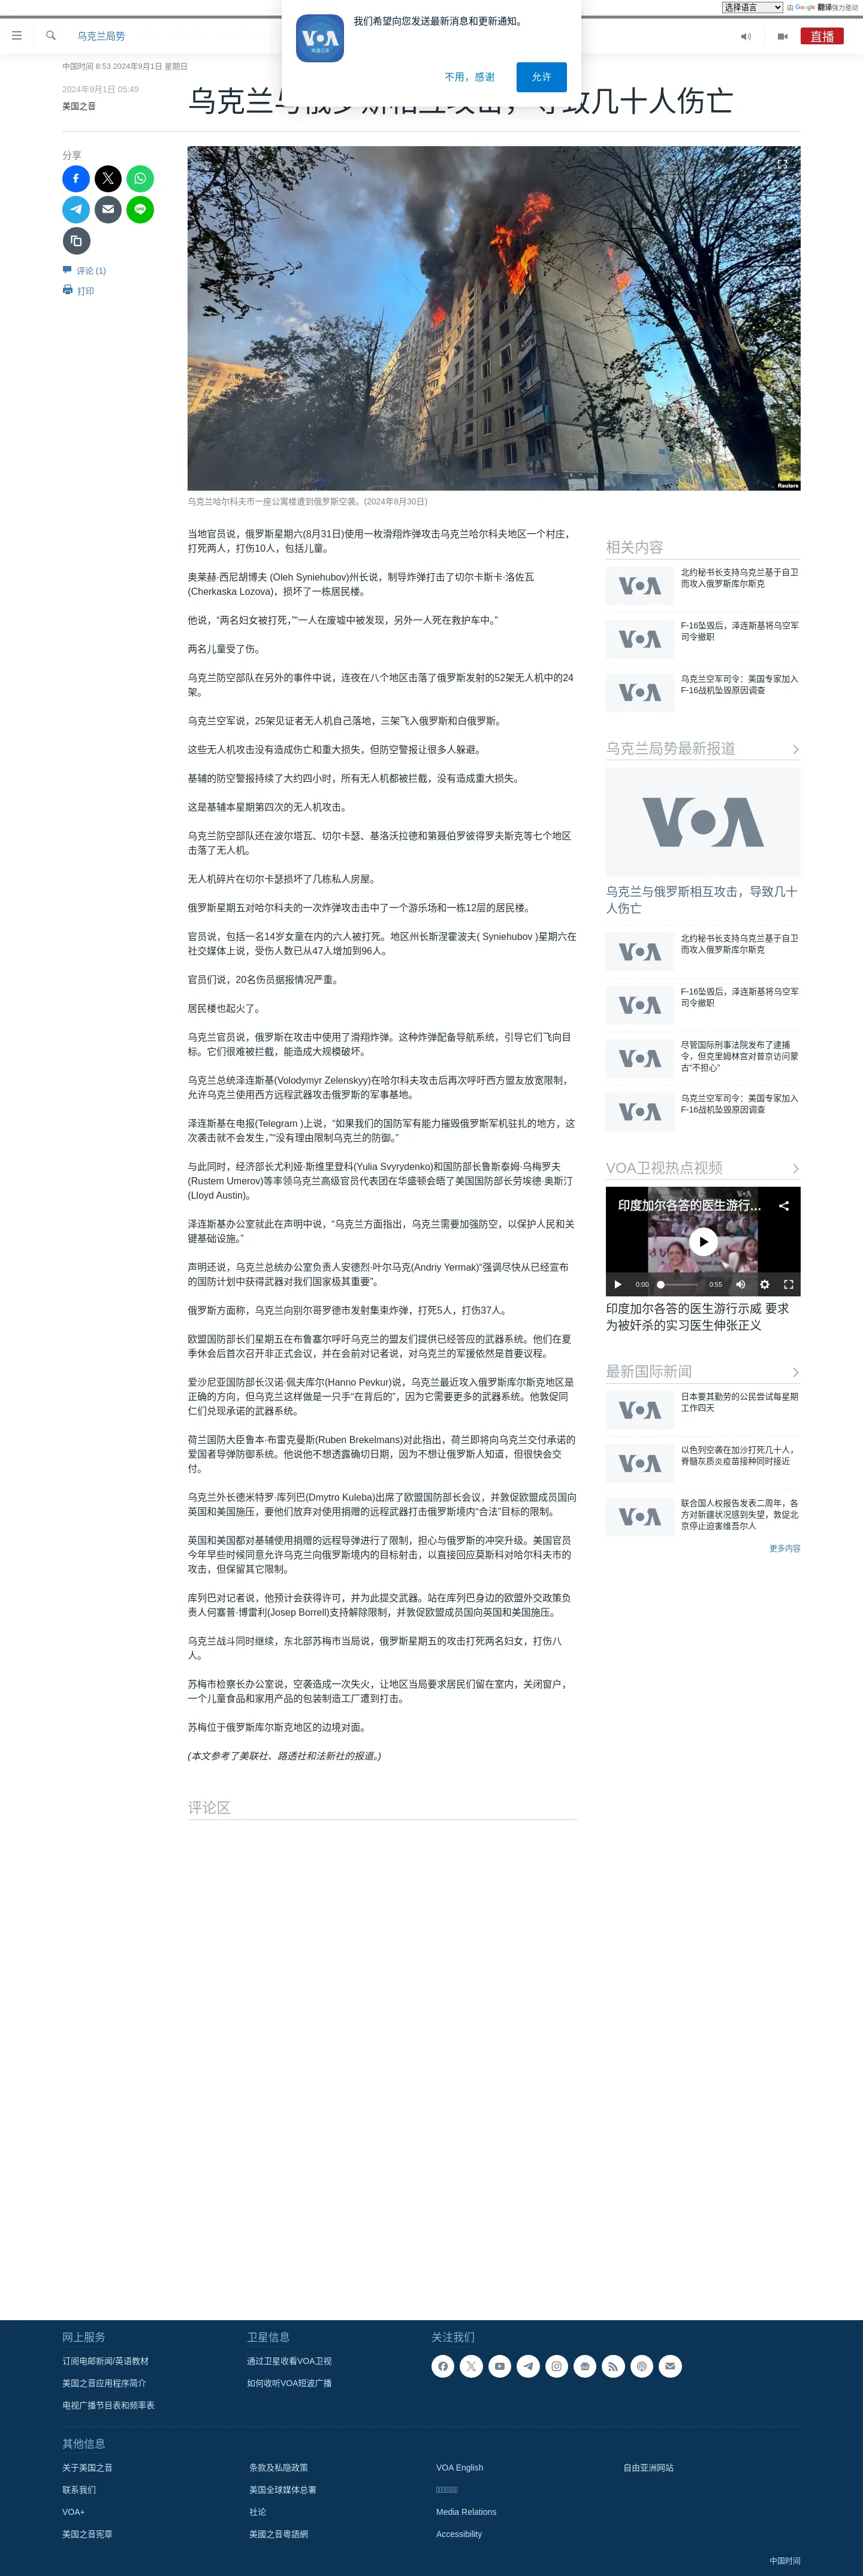 选择语言 由 Google 翻译强力驱动
我们希望向您发送最新消息和更新通知。
不用，感谢 允许
乌克兰局势
直播
中国时间 8:53 2024年9月1日 星期日
2024年9月1日 05:49
美国之音
乌克兰与俄罗斯相互攻击，导致几十人伤亡
分享
评论 (1)
打印
Reuters
乌克兰哈尔科夫市一座公寓楼遭到俄罗斯空袭。(2024年8月30日)
当地官员说，俄罗斯星期六(8月31日)使用一枚滑翔炸弹攻击乌克兰哈尔科夫地区一个村庄，
打死两人，打伤10人，包括儿童。
奥莱赫·西尼胡博夫 (Oleh Syniehubov)州长说，制导炸弹打击了切尔卡斯卡·洛佐瓦
(Cherkaska Lozova)，损坏了一栋居民楼。
他说，“两名妇女被打死，”“一人在废墟中被发现，另外一人死在救护车中。”
两名儿童受了伤。
乌克兰防空部队在另外的事件中说，连夜在八个地区击落了俄罗斯发射的52架无人机中的24
架。
乌克兰空军说，25架见证者无人机自己落地，三架飞入俄罗斯和白俄罗斯。
这些无人机攻击没有造成伤亡和重大损失，但防空警报让很多人躲避。
基辅的防空警报持续了大约四小时，所有无人机都被拦截，没有造成重大损失。
这是基辅本星期第四次的无人机攻击。
乌克兰防空部队还在波尔塔瓦、切尔卡瑟、基洛沃拉德和第聂伯罗彼得罗夫斯克等七个地区
击落了无人机。
无人机碎片在切尔卡瑟损坏了几栋私人房屋。
俄罗斯星期五对哈尔科夫的一次炸弹攻击击中了一个游乐场和一栋12层的居民楼。
官员说，包括一名14岁女童在内的六人被打死。地区州长斯涅霍波夫( Syniehubov )星期六在
社交媒体上说，受伤人数已从47人增加到96人。
官员们说，20名伤员据报情况严重。
居民楼也起火了。
乌克兰官员说，俄罗斯在攻击中使用了滑翔炸弹。这种炸弹配备导航系统，引导它们飞向目
标。它们很难被拦截，能造成大规模破坏。
乌克兰总统泽连斯基(Volodymyr Zelenskyy)在哈尔科夫攻击后再次呼吁西方盟友放宽限制，
允许乌克兰使用西方远程武器攻击俄罗斯的军事基地。
泽连斯基在电报(Telegram )上说，“如果我们的国防军有能力摧毁俄罗斯军机驻扎的地方，这
次袭击就不会发生，”“没有理由限制乌克兰的防御。”
与此同时，经济部长尤利娅·斯维里登科(Yulia Svyrydenko)和国防部长鲁斯泰姆·乌梅罗夫
(Rustem Umerov)等率领乌克兰高级官员代表团在华盛顿会晤了美国国防部长劳埃德·奥斯汀
(Lloyd Austin)。
泽连斯基办公室就此在声明中说，“乌克兰方面指出，乌克兰需要加强防空，以保护人民和关
键基础设施。”
声明还说，乌克兰总统办公室负责人安德烈·叶尔马克(Andriy Yermak)“强调尽快从已经宣布
的国防计划中获得武器对我们国家极其重要”。
俄罗斯方面称，乌克兰向别尔哥罗德市发射集束炸弹，打死5人，打伤37人。
欧盟国防部长们星期五在布鲁塞尔呼吁乌克兰的盟友们提供已经答应的武器系统。他们在夏
季休会后首次召开非正式会议，并在会前对记者说，对乌克兰的军援依然是首要议程。
爱沙尼亚国防部长汉诺·佩夫库尔(Hanno Pevkur)说，乌克兰最近攻入俄罗斯库尔斯克地区是
正确的方向，但乌克兰这样做是一只手“在背后的”，因为它需要更多的武器系统。他敦促同
仁们兑现承诺的武器系统。
荷兰国防大臣鲁本·布雷克曼斯(Ruben Brekelmans)对此指出，荷兰即将向乌克兰交付承诺的
爱国者导弹防御系统。他说他不想透露确切日期，因为不想让俄罗斯人知道，但很快会交
付。
乌克兰外长德米特罗·库列巴(Dmytro Kuleba)出席了欧盟国防部长会议，并敦促欧盟成员国向
英国和美国施压，要他们放弃对使用捐赠的远程武器打击俄罗斯境内“合法”目标的限制。
英国和美国都对基辅使用捐赠的远程导弹进行了限制，担心与俄罗斯的冲突升级。美国官员
今年早些时候同意允许乌克兰向俄罗斯境内的目标射击，以直接回应莫斯科对哈尔科夫市的
攻击，但保留其它限制。
库列巴对记者说，他预计会获得许可，并为此提交武器。站在库列巴身边的欧盟外交政策负
责人何塞普·博雷利(Josep Borrell)支持解除限制，并敦促欧盟成员国向英国和美国施压。
乌克兰战斗同时继续，东北部苏梅市当局说，俄罗斯星期五的攻击打死两名妇女，打伤八
人。
苏梅市检察长办公室说，空袭造成一次失火，让地区当局要求居民们留在室内，关闭窗户，
一个儿童食品和家用产品的包装制造工厂遭到打击。
苏梅位于俄罗斯库尔斯克地区的边境对面。
(本文参考了美联社、路透社和法新社的报道。)
评论区
相关内容
北约秘书长支持乌克兰基于自卫
而攻入俄罗斯库尔斯克
F-16坠毁后，泽连斯基将乌空军
司令撤职
乌克兰空军司令：美国专家加入
F-16战机坠毁原因调查
乌克兰局势最新报道
VOA
乌克兰与俄罗斯相互攻击，导致几十
人伤亡
北约秘书长支持乌克兰基于自卫
而攻入俄罗斯库尔斯克
F-16坠毁后，泽连斯基将乌空军
司令撤职
尽管国际刑事法院发布了逮捕
令，但克里姆林宫对普京访问蒙
古“不担心”
乌克兰空军司令：美国专家加入
F-16战机坠毁原因调查
VOA卫视热点视频
印度加尔各答的医生游行...
0:00 0:55
印度加尔各答的医生游行示威 要求
为被奸杀的实习医生伸张正义
最新国际新闻
日本要其勤劳的公民尝试每星期
工作四天
以色列空袭在加沙打死几十人，
脊髓灰质炎疫苗接种同时接近
联合国人权报告发表二周年，各
方对新疆状况感到失望，敦促北
京停止迫害维吾尔人
更多内容
网上服务
订阅电邮新闻/英语教材
美国之音应用程序简介
电视广播节目表和频率表
卫星信息
通过卫星收看VOA卫视
如何收听VOA短波广播
关注我们
其他信息
关于美国之音 条款及私隐政策 VOA English 自由亚洲网站
联系我们 美国全球媒体总署
VOA+ 社论 Media Relations
美国之音宪章 美國之音粵語網 Accessibility
中国时间